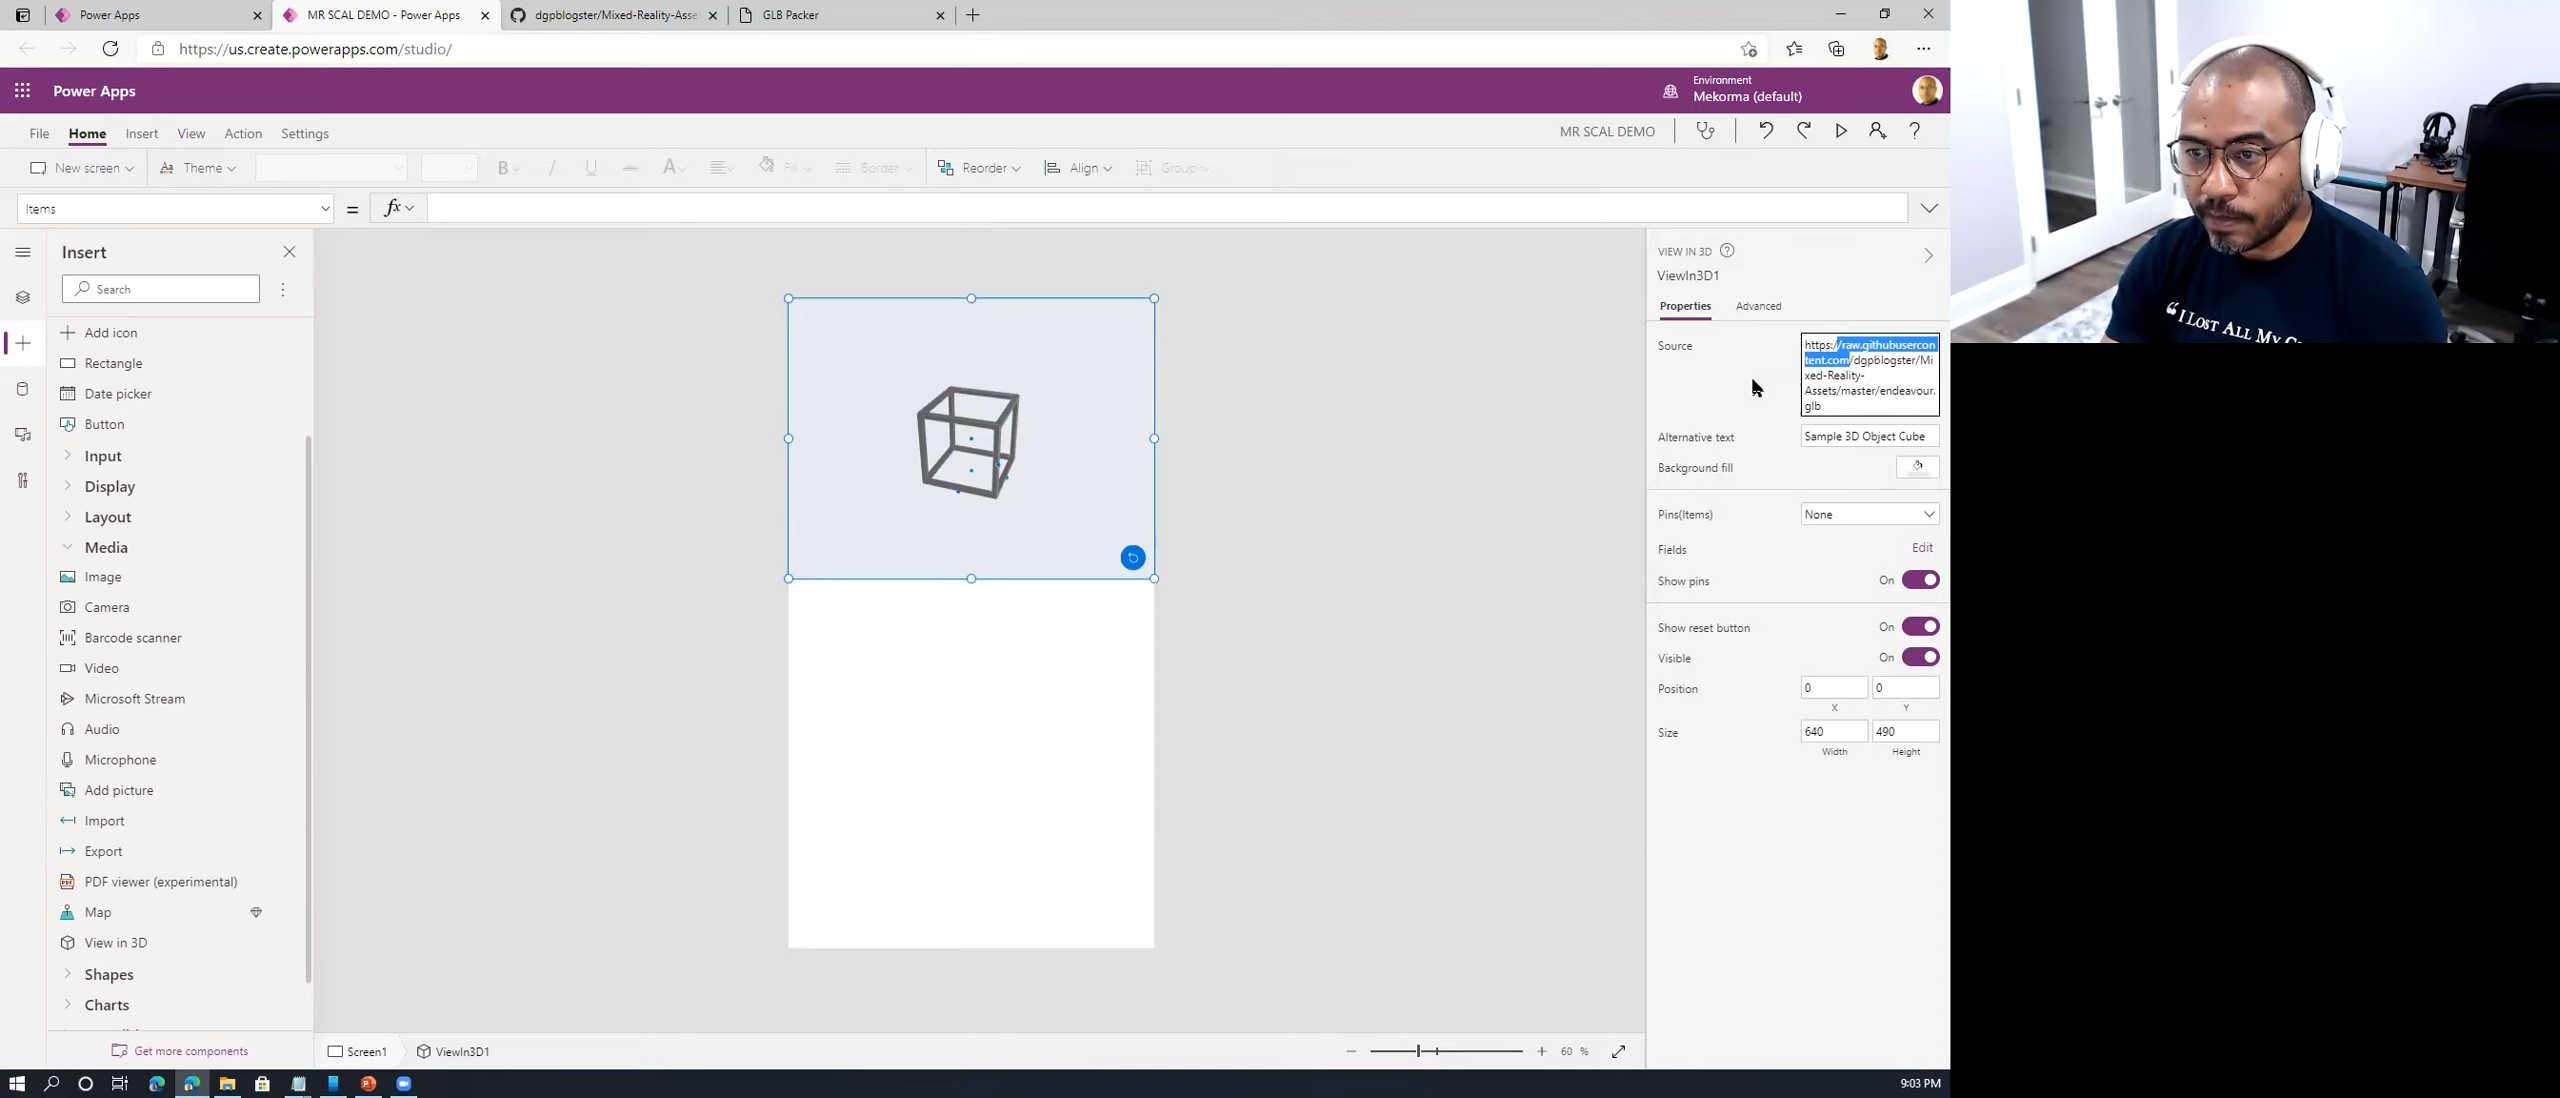 Power Apps
MR SCAL DEMO - Power Apps
dgpblogster/Mixed-Reality-Asse
GLB Packer
https://us.create.powerapps.com/studio/
Power Apps
Environment
Mekorma (default)
File
Home
Insert
View
Action
Settings
MR SCAL DEMO
New screen
Theme
Fill
Border
Reorder
Align
Group
Items
=
fx
Insert
Search
Add icon
Rectangle
Date picker
Button
Input
Display
Layout
Media
Image
Camera
Barcode scanner
Video
Microsoft Stream
Audio
Microphone
Add picture
Import
Export
PDF viewer (experimental)
Map
View in 3D
Shapes
Charts
Get more components
Screen1
ViewIn3D1
60 %
VIEW IN 3D
ViewIn3D1
Properties
Advanced
Source
https://raw.githubusercon
tent.com/dgpblogster/Mi
xed-Reality-
Assets/master/endeavour.
glb
Alternative text
Sample 3D Object Cube
Background fill
Pins(Items)
None
Fields
Edit
Show pins
On
Show reset button
On
Visible
On
Position
0
0
X
Y
Size
640
490
Width
Height
9:03 PM
“I LOST ALL MY